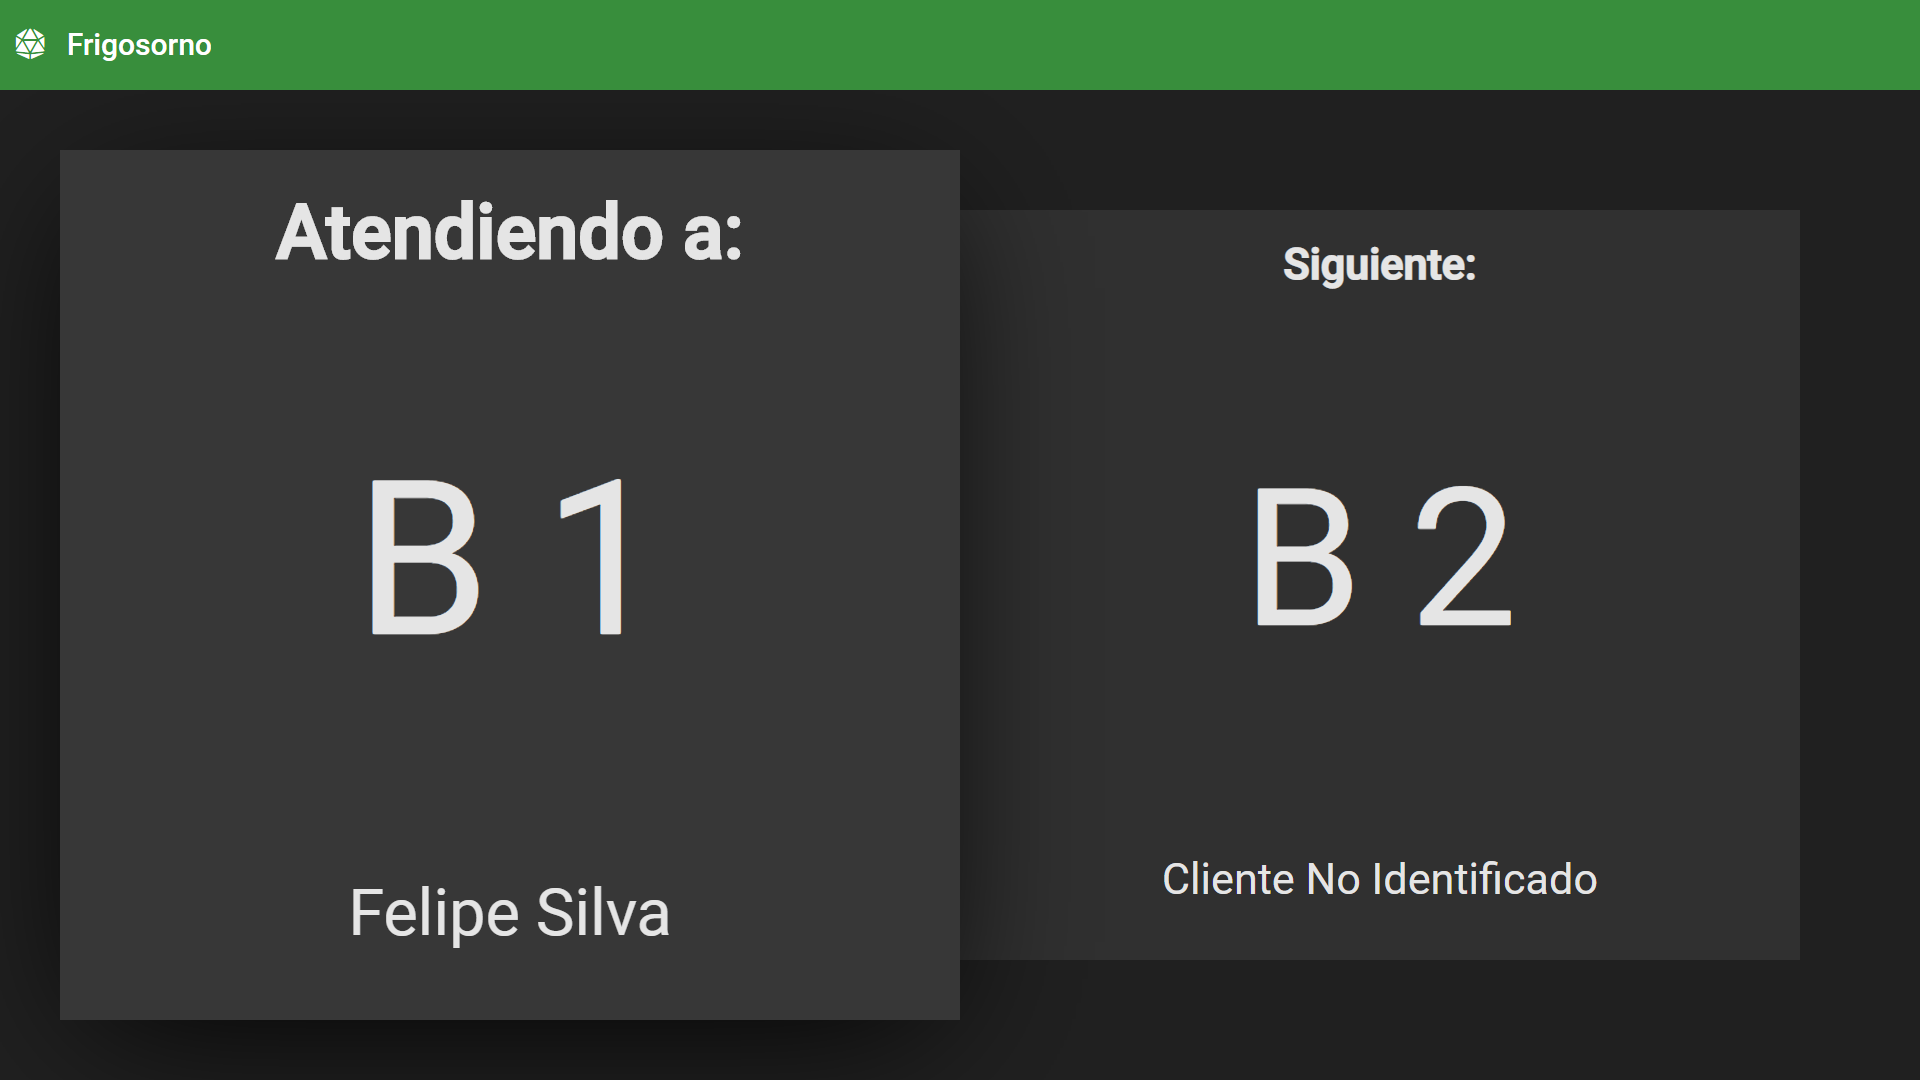 Frigosorno
Atendiendo a:
B 1
Felipe Silva
Siguiente:
B 2
Cliente No Identificado